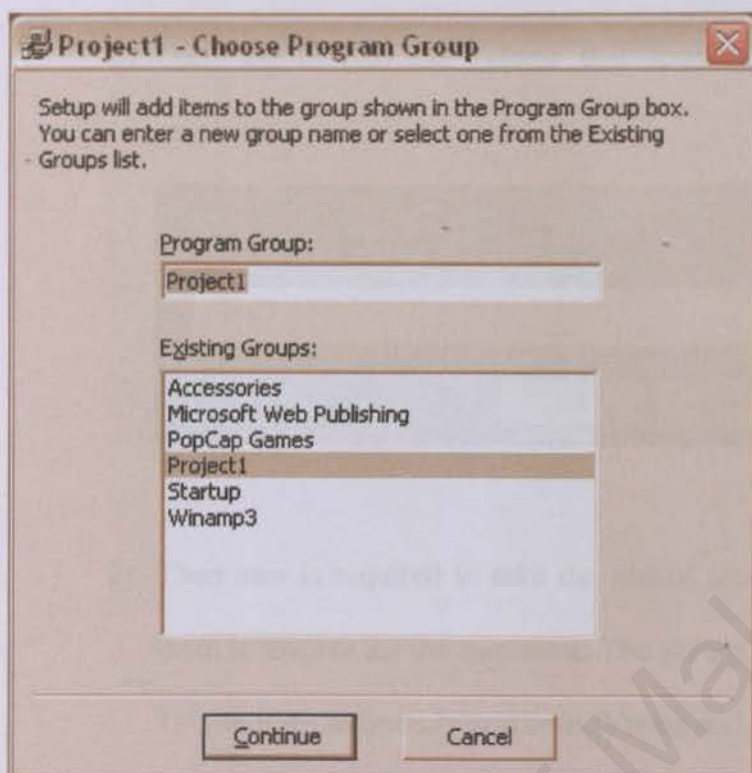 Project1 - Choose Program Group
Setup will add items to the group shown in the Program Group box.
You can enter a new group name or select one from the Existing
Groups list.
Program Group:
Project1
Existing Groups:
Accessories
Microsoft Web Publishing
PopCap Games
Project1
Startup
Winamp3
Continue
Cancel